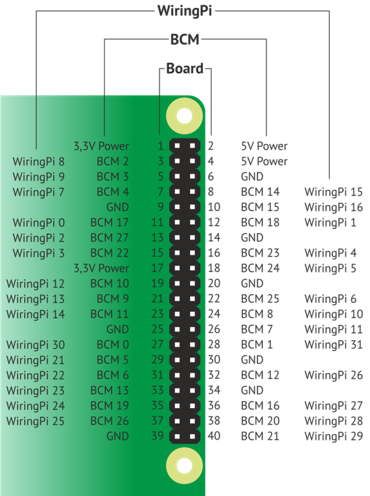 WiringPi
BCM
Board
3,3V Power 1 2 5V Power
WiringPi 8 BCM 2 3 4 5V Power
WiringPi 9 BCM 3 5 6 GND
WiringPi 7 BCM 4 7 8 BCM 14 WiringPi 15
GND 9 10 BCM 15 WiringPi 16
WiringPi 0 BCM 17 11 12 BCM 18 WiringPi 1
WiringPi 2 BCM 27 13 14 GND
WiringPi 3 BCM 22 15 16 BCM 23 WiringPi 4
3,3V Power 17 18 BCM 24 WiringPi 5
WiringPi 12 BCM 10 19 20 GND
WiringPi 13 BCM 9 21 22 BCM 25 WiringPi 6
WiringPi 14 BCM 11 23 24 BCM 8 WiringPi 10
GND 25 26 BCM 7 WiringPi 11
WiringPi 30 BCM 0 27 28 BCM 1 WiringPi 31
WiringPi 21 BCM 5 29 30 GND
WiringPi 22 BCM 6 31 32 BCM 12 WiringPi 26
WiringPi 23 BCM 13 33 34 GND
WiringPi 24 BCM 19 35 36 BCM 16 WiringPi 27
WiringPi 25 BCM 26 37 38 BCM 20 WiringPi 28
GND 39 40 BCM 21 WiringPi 29